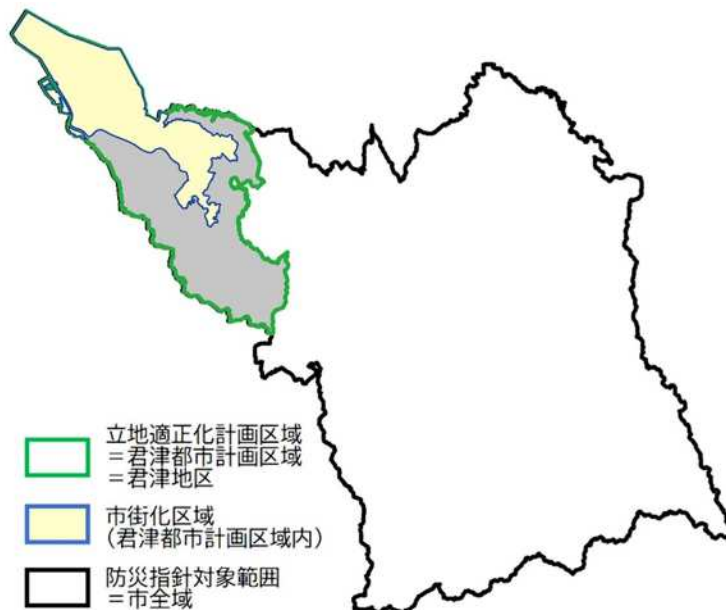 立地適正化計画区域
＝君津都市計画区域
＝君津地区
市街化区域
（君津都市計画区域内）
防災指針対象範囲
＝市全域